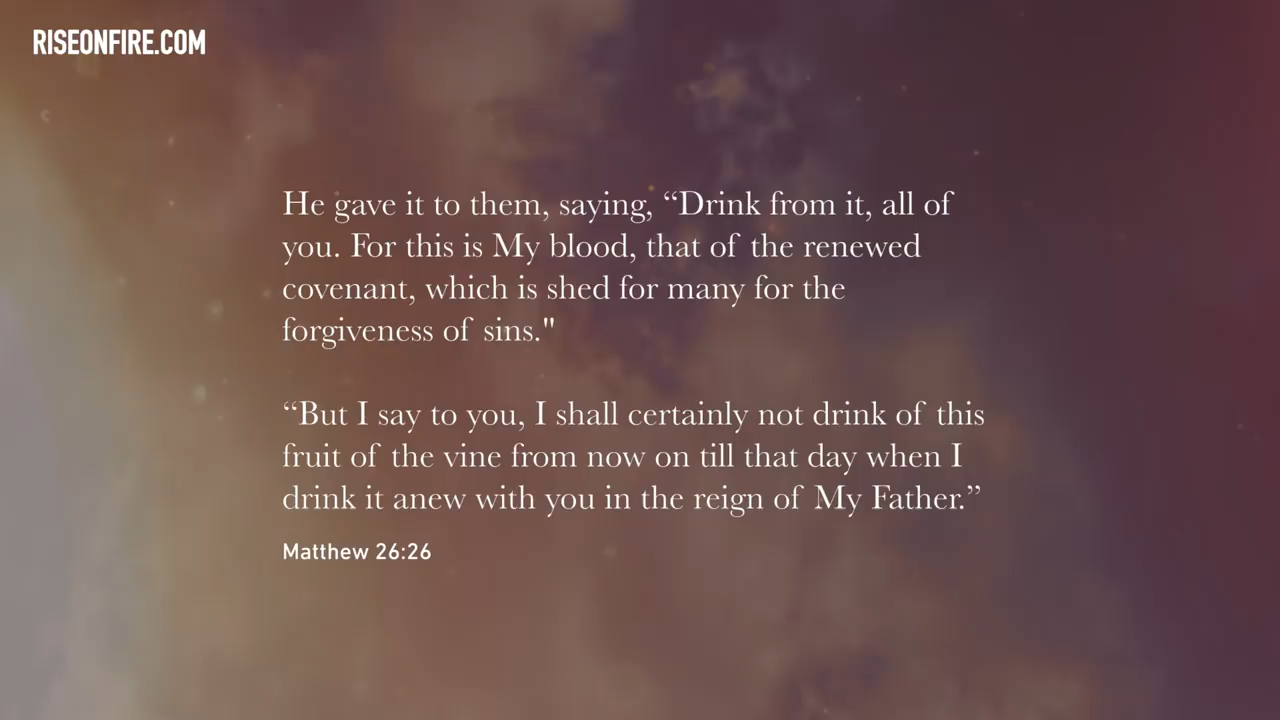 RISEONFIRE.COM
He gave it to them, saying, “Drink from it, all of
you. For this is My blood, that of the renewed
covenant, which is shed for many for the
forgiveness of sins."
“But I say to you, I shall certainly not drink of this
fruit of the vine from now on till that day when I
drink it anew with you in the reign of My Father.”
Matthew 26:26